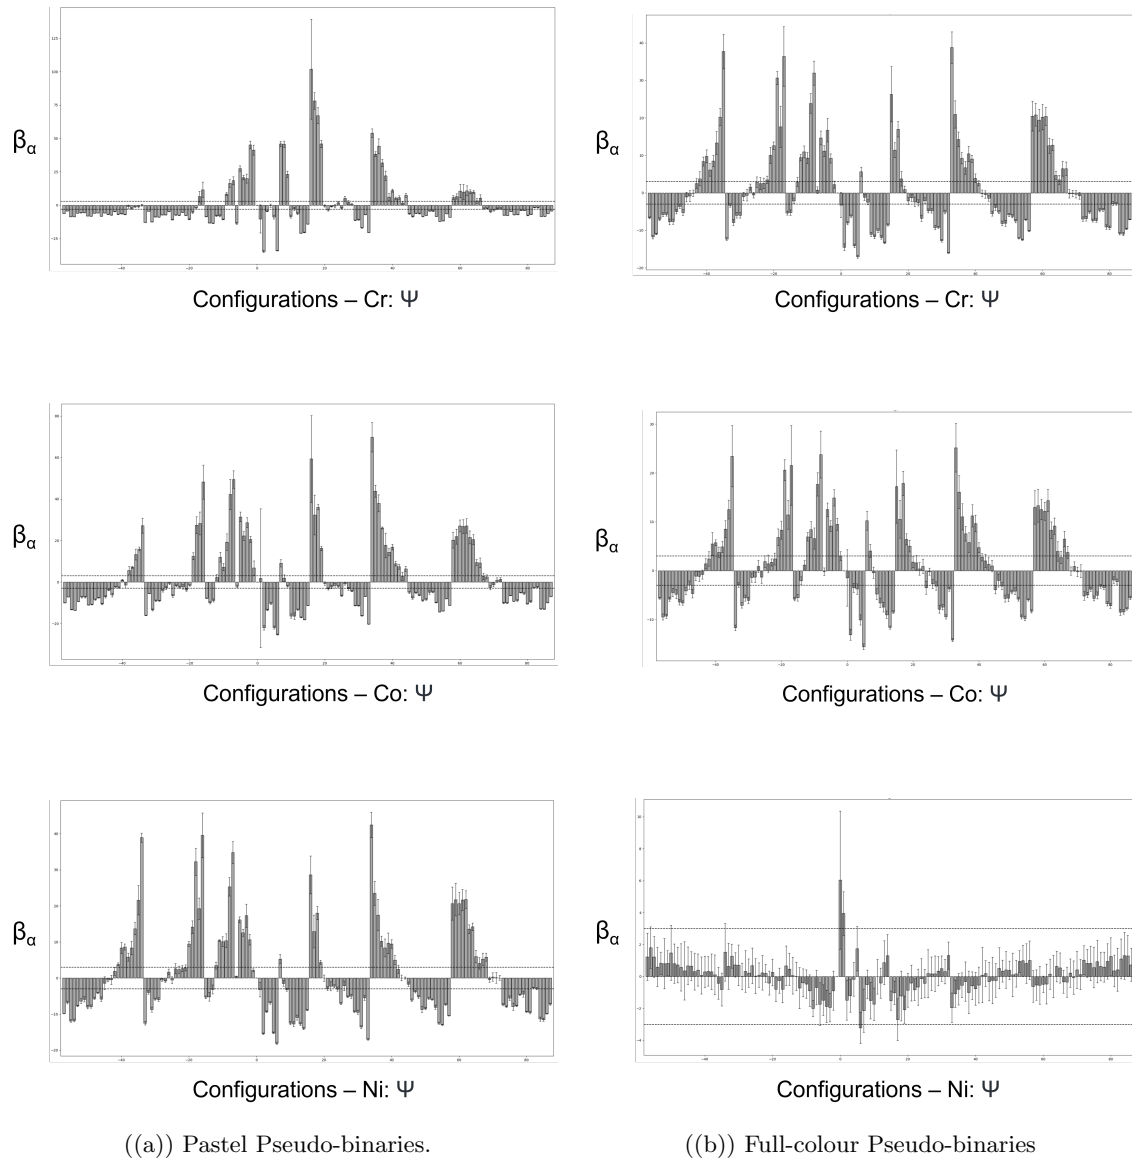 βα
Configurations – Cr: Ψ
βα
Configurations – Cr: Ψ
βα
Configurations – Co: Ψ
βα
Configurations – Co: Ψ
βα
Configurations – Ni: Ψ
βα
Configurations – Ni: Ψ
((a)) Pastel Pseudo-binaries.
((b)) Full-colour Pseudo-binaries